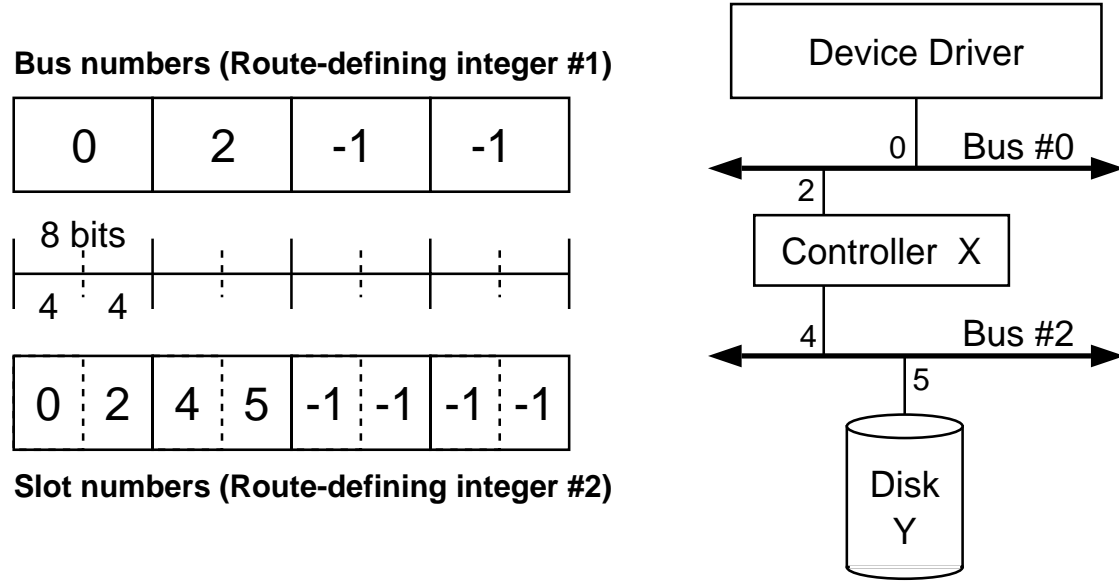 Bus numbers (Route-defining integer #1)
0 2 -1 -1
8 bits
4 4
0 2 4 5 -1 -1 -1 -1
Slot numbers (Route-defining integer #2)
Device Driver
0 Bus #0
2
Controller X
4 Bus #2
5
Disk
Y